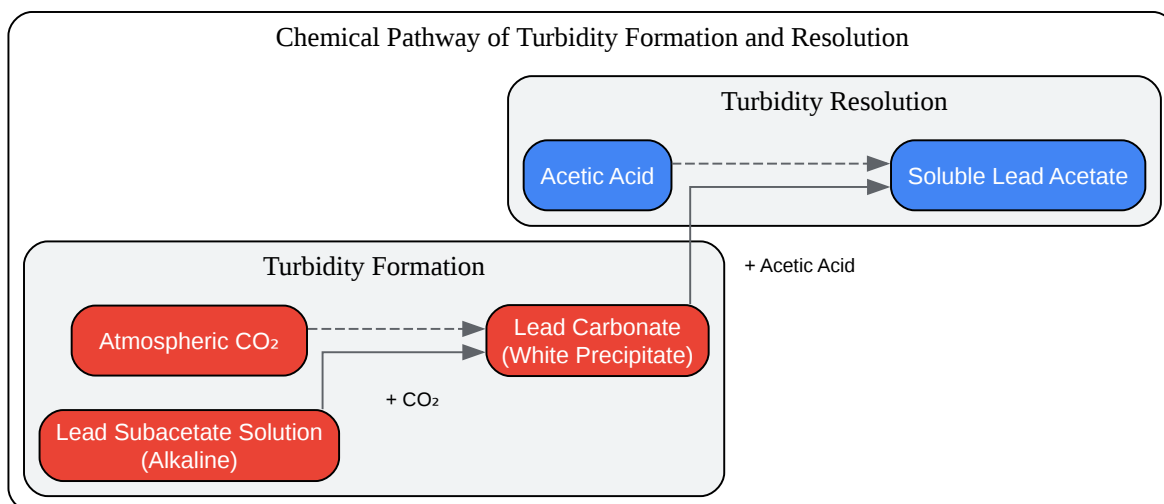 Chemical Pathway of Turbidity Formation and Resolution
Turbidity Resolution
Acetic Acid
Soluble Lead Acetate
Turbidity Formation
+ Acetic Acid
Atmospheric CO₂
Lead Carbonate
(White Precipitate)
+ CO₂
Lead Subacetate Solution
(Alkaline)